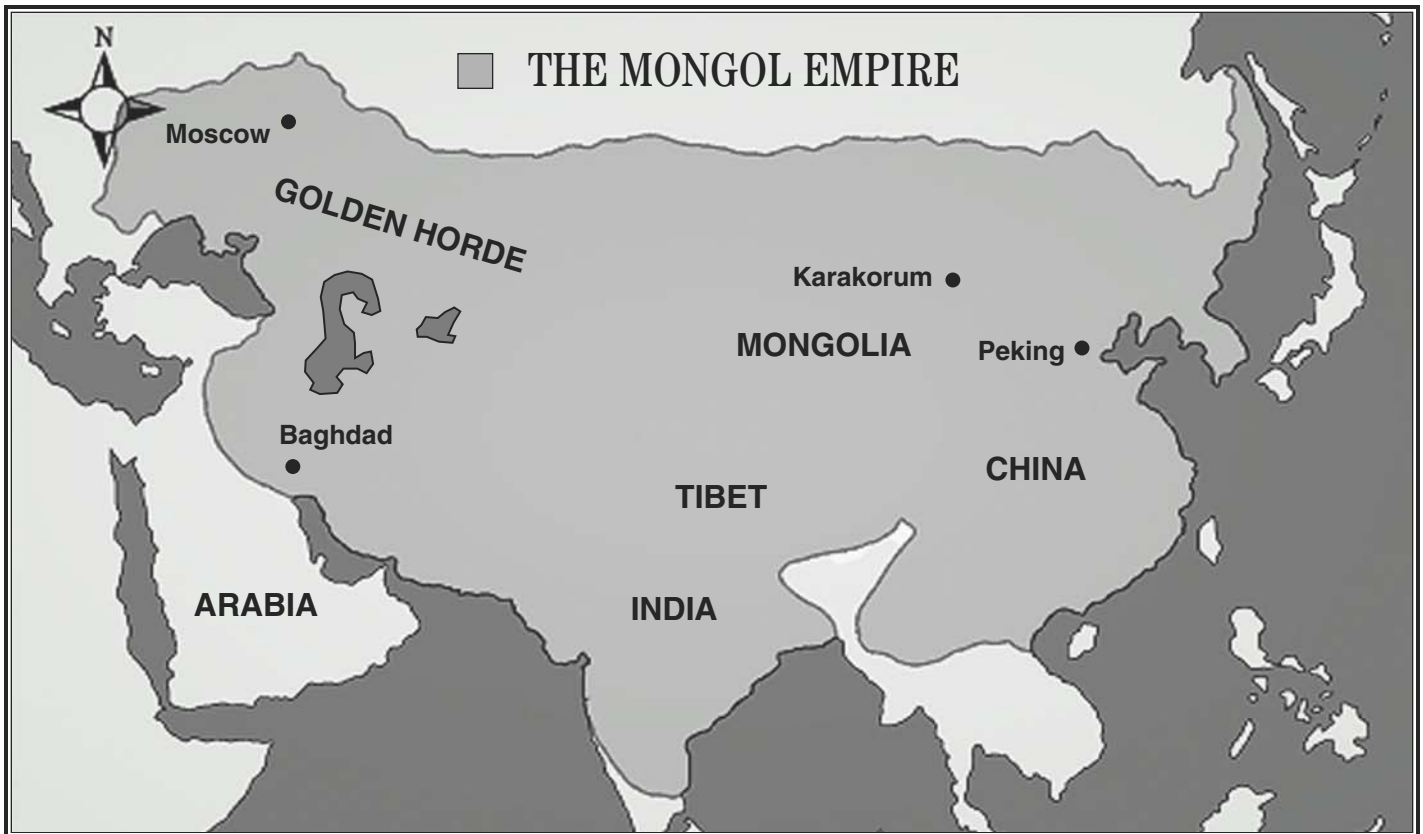 N
THE MONGOL EMPIRE
Moscow
GOLDEN HORDE
Karakorum
MONGOLIA
Peking
Baghdad
CHINA
TIBET
ARABIA
INDIA